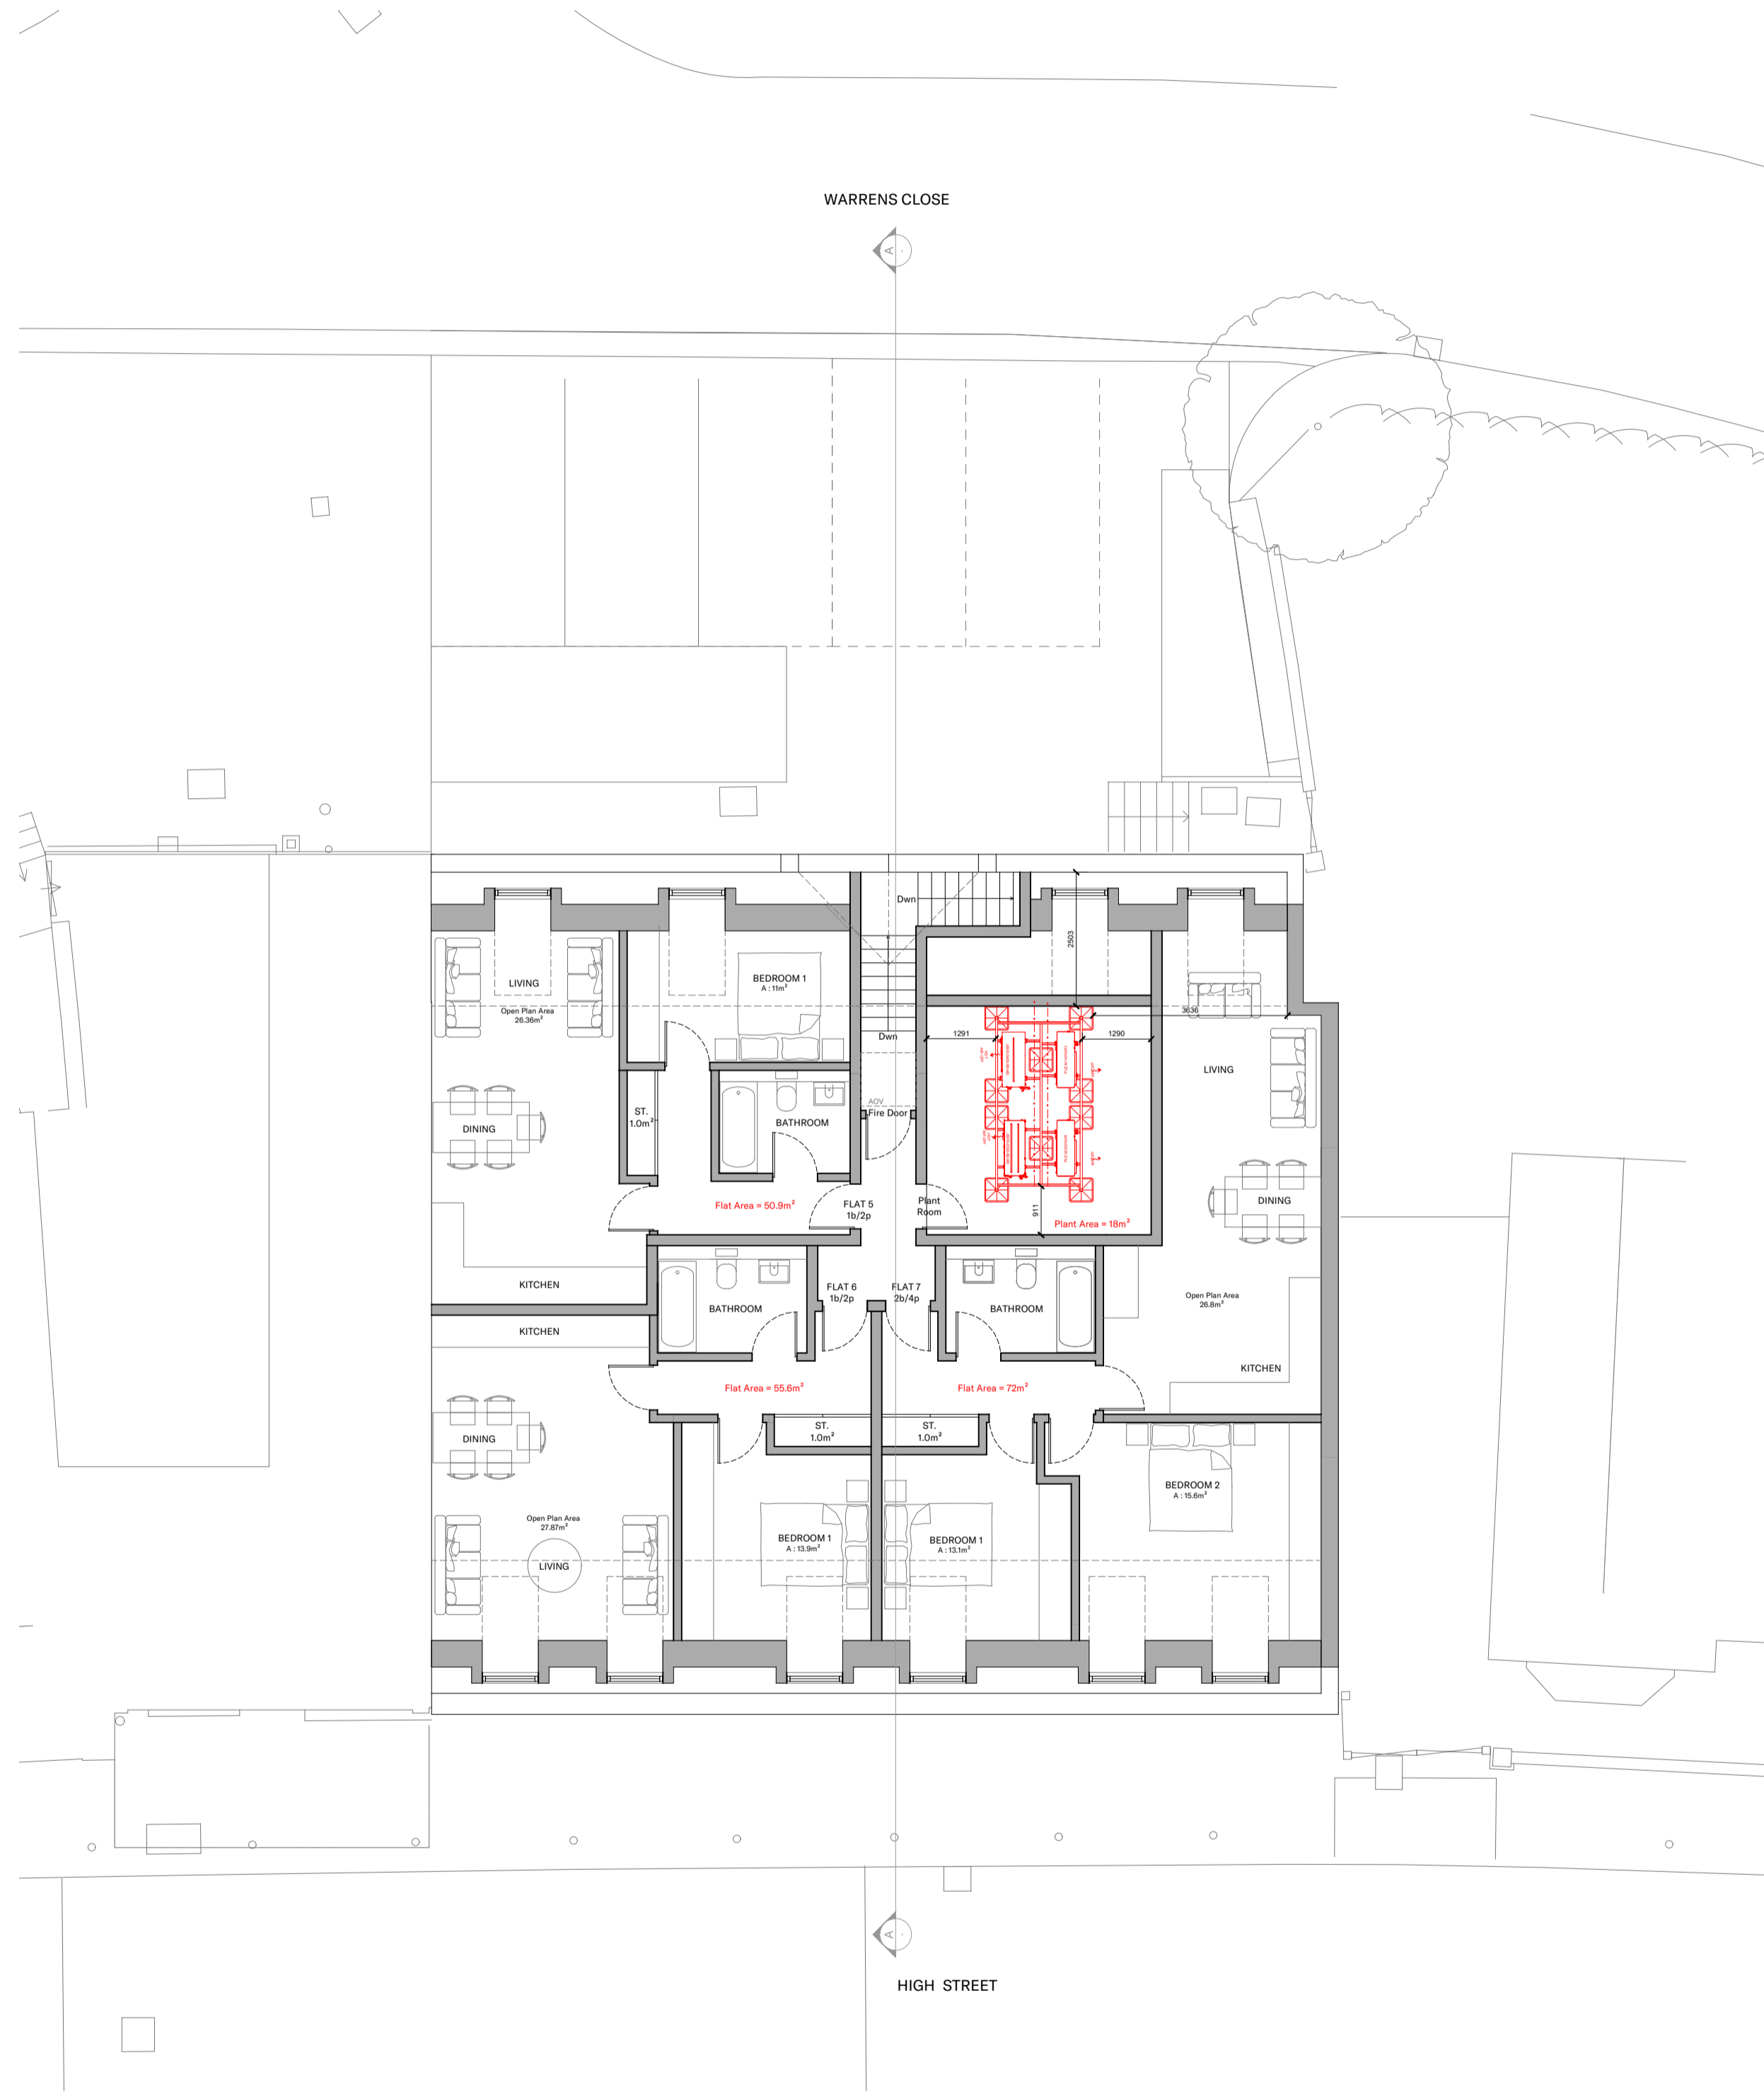 WARRENS CLOSE
A
-
Dwn
2503
BEDROOM 1
A : 11m²
LIVING
Open Plan Area
26.36m²
3636
Dwn
1291
1290
LIVING
AOV
Fire Door
ST.
1.0m²
BATHROOM
DINING
Flat Area = 50.9m²
FLAT 5
1b/2p
Plant
Room
911
Plant Area = 18m²
DINING
KITCHEN
FLAT 6
1b/2p
FLAT 7
2b/4p
Open Plan Area
26.8m²
BATHROOM
BATHROOM
KITCHEN
KITCHEN
Flat Area = 55.6m²
Flat Area = 72m²
ST.
1.0m²
ST.
1.0m²
DINING
BEDROOM 2
A : 15.6m²
Open Plan Area
27.87m²
BEDROOM 1
A : 13.9m²
BEDROOM 1
A : 13.1m²
LIVING
A
-
HIGH STREET